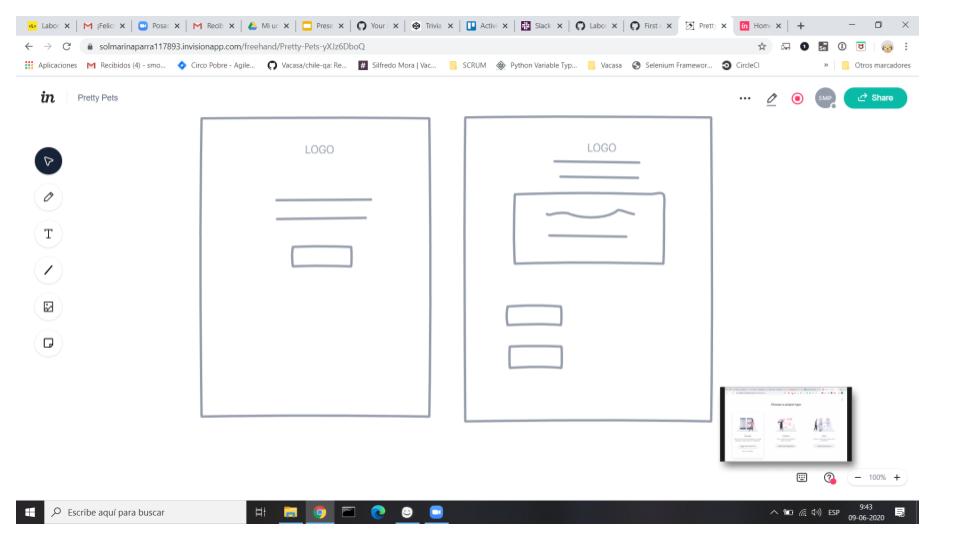 Labo
¡Felic
Posa
Recib
Mi u
Prese
Your
Trivia
Activi
Slack
Labo
First
Prett
Hom
solmarinaparra117893.invisionapp.com/freehand/Pretty-Pets-yXJz6DboQ
Aplicaciones
Recibidos (4) - smo...
Circo Pobre - Agile...
Vacasa/chile-qa: Re...
Silfredo Mora | Vac...
SCRUM
Python Variable Typ...
Vacasa
Selenium Framewor...
CircleCI
»
Otros marcadores
in
Pretty Pets
SMP
Share
LOGO
LOGO
T
100%
Escribe aquí para buscar
ESP
9:43
09-06-2020